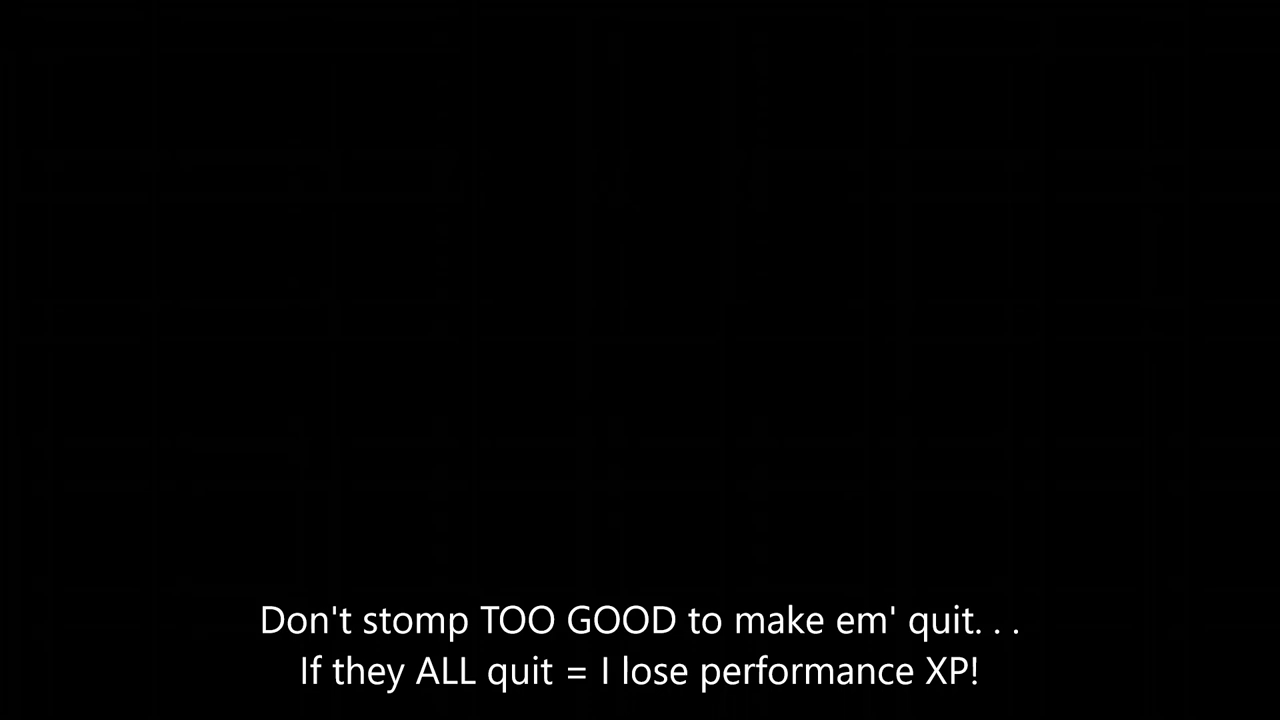 Don't stomp TOO GOOD to make em' quit. . .
If they ALL quit = I lose performance XP!